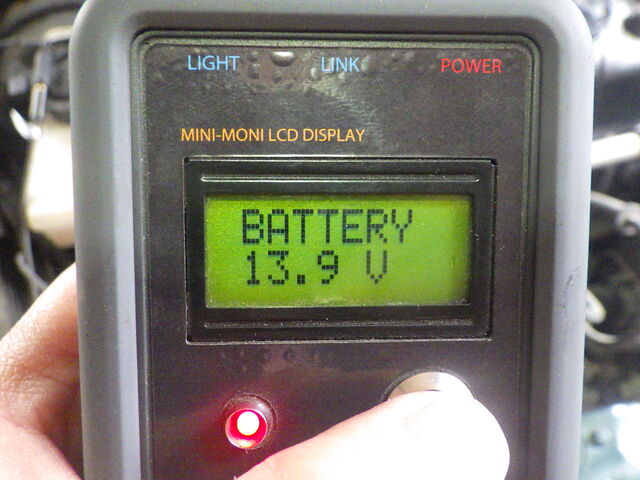 LIGHT LINK POWER
MINI-MONI LCD DISPLAY
BATTERY
13.9 V